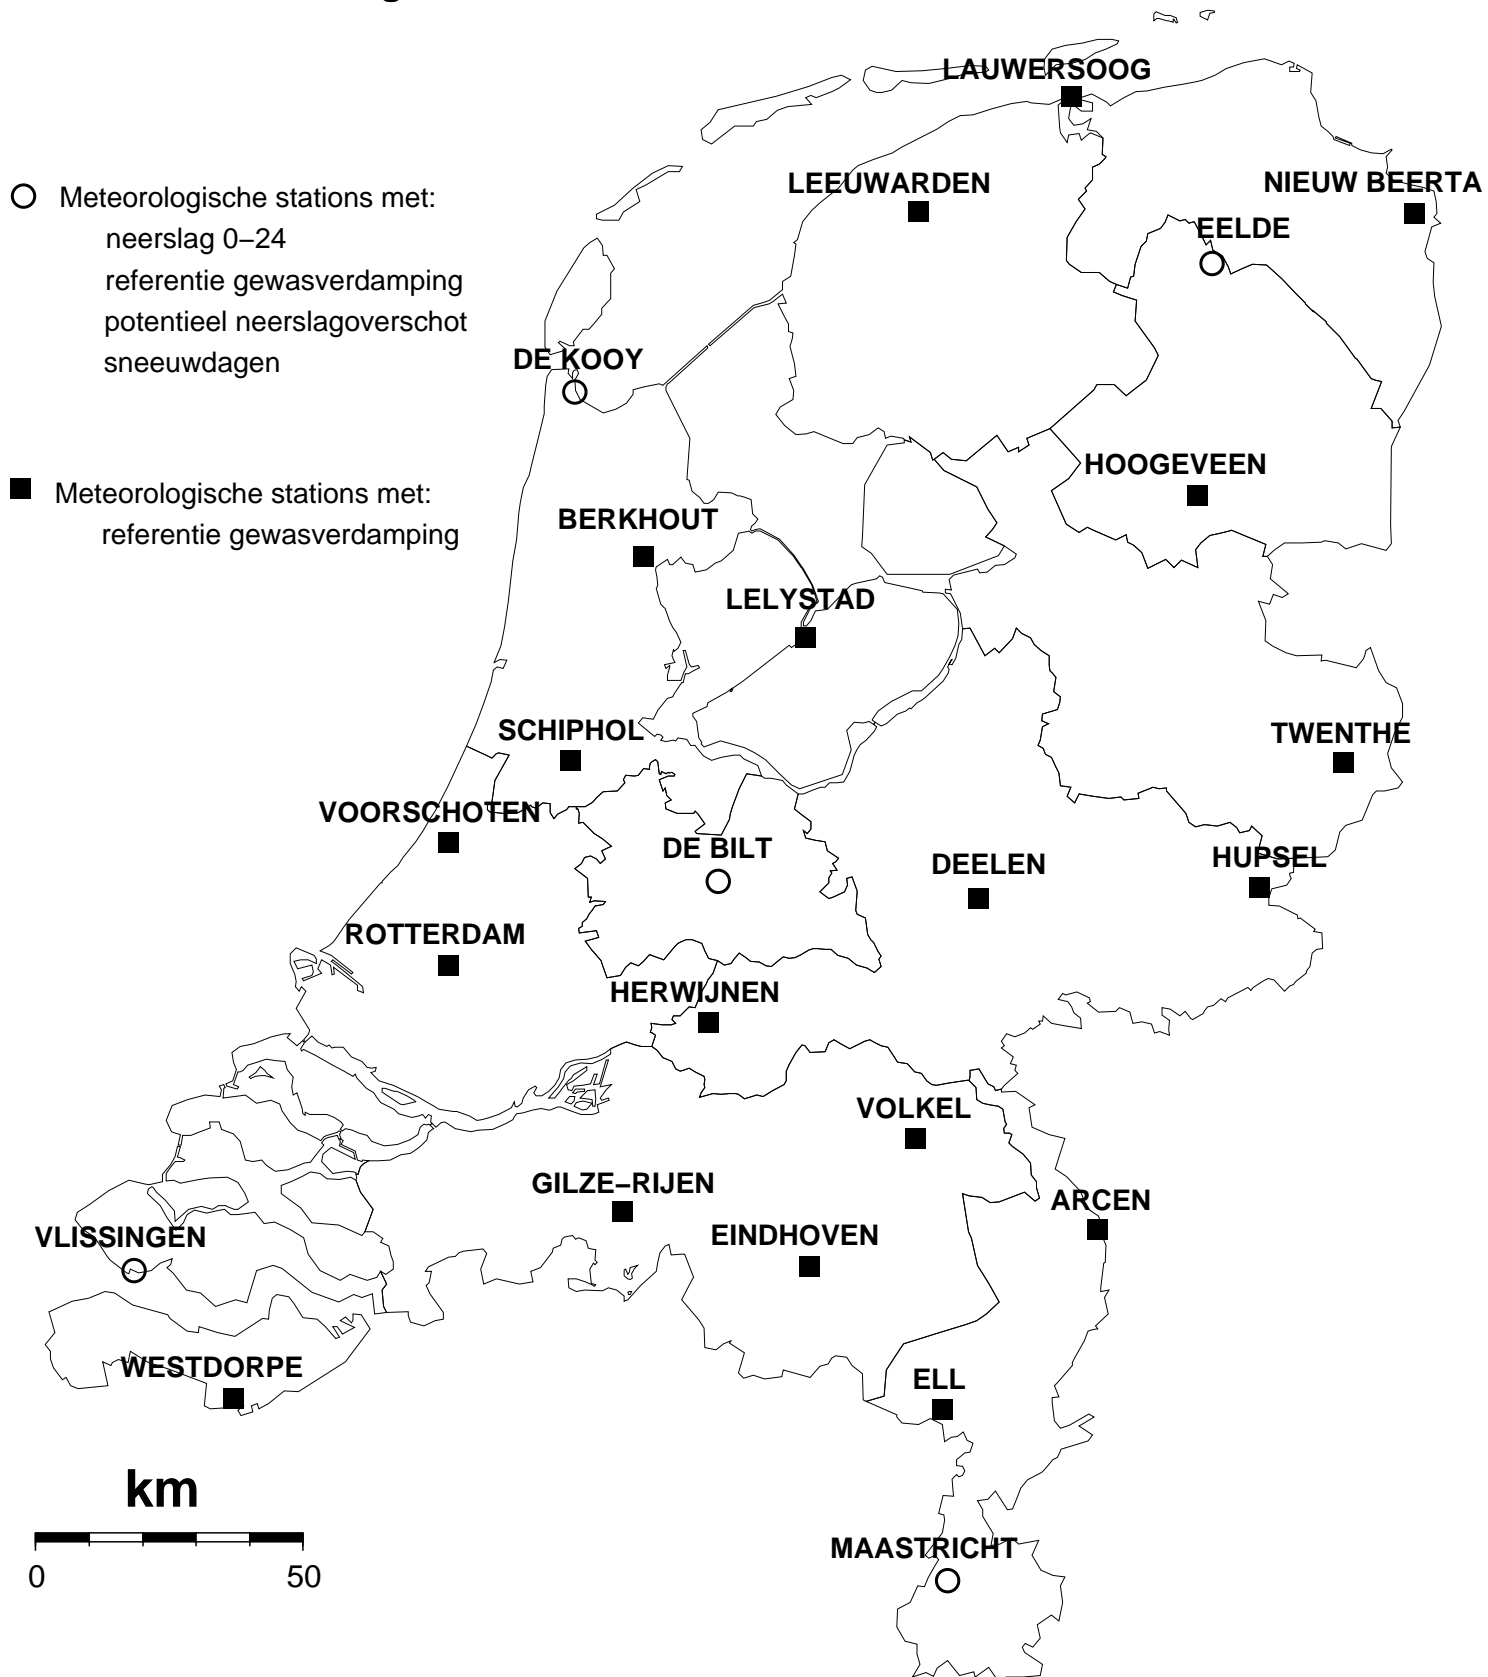 g
LAUWERSOOG
LEEUWARDEN
NIEUW BEERTA
Meteorologische stations met:
EELDE
neerslag 0–24
referentie gewasverdamping
potentieel neerslagoverschot
DE KOOY
sneeuwdagen
HOOGEVEEN
Meteorologische stations met:
BERKHOUT
referentie gewasverdamping
LELYSTAD
SCHIPHOL
TWENTHE
VOORSCHOTEN
DE BILT
HUPSEL
DEELEN
ROTTERDAM
HERWIJNEN
VOLKEL
GILZE–RIJEN
ARCEN
VLISSINGEN
EINDHOVEN
WESTDORPE
ELL
km
MAASTRICHT
0 50